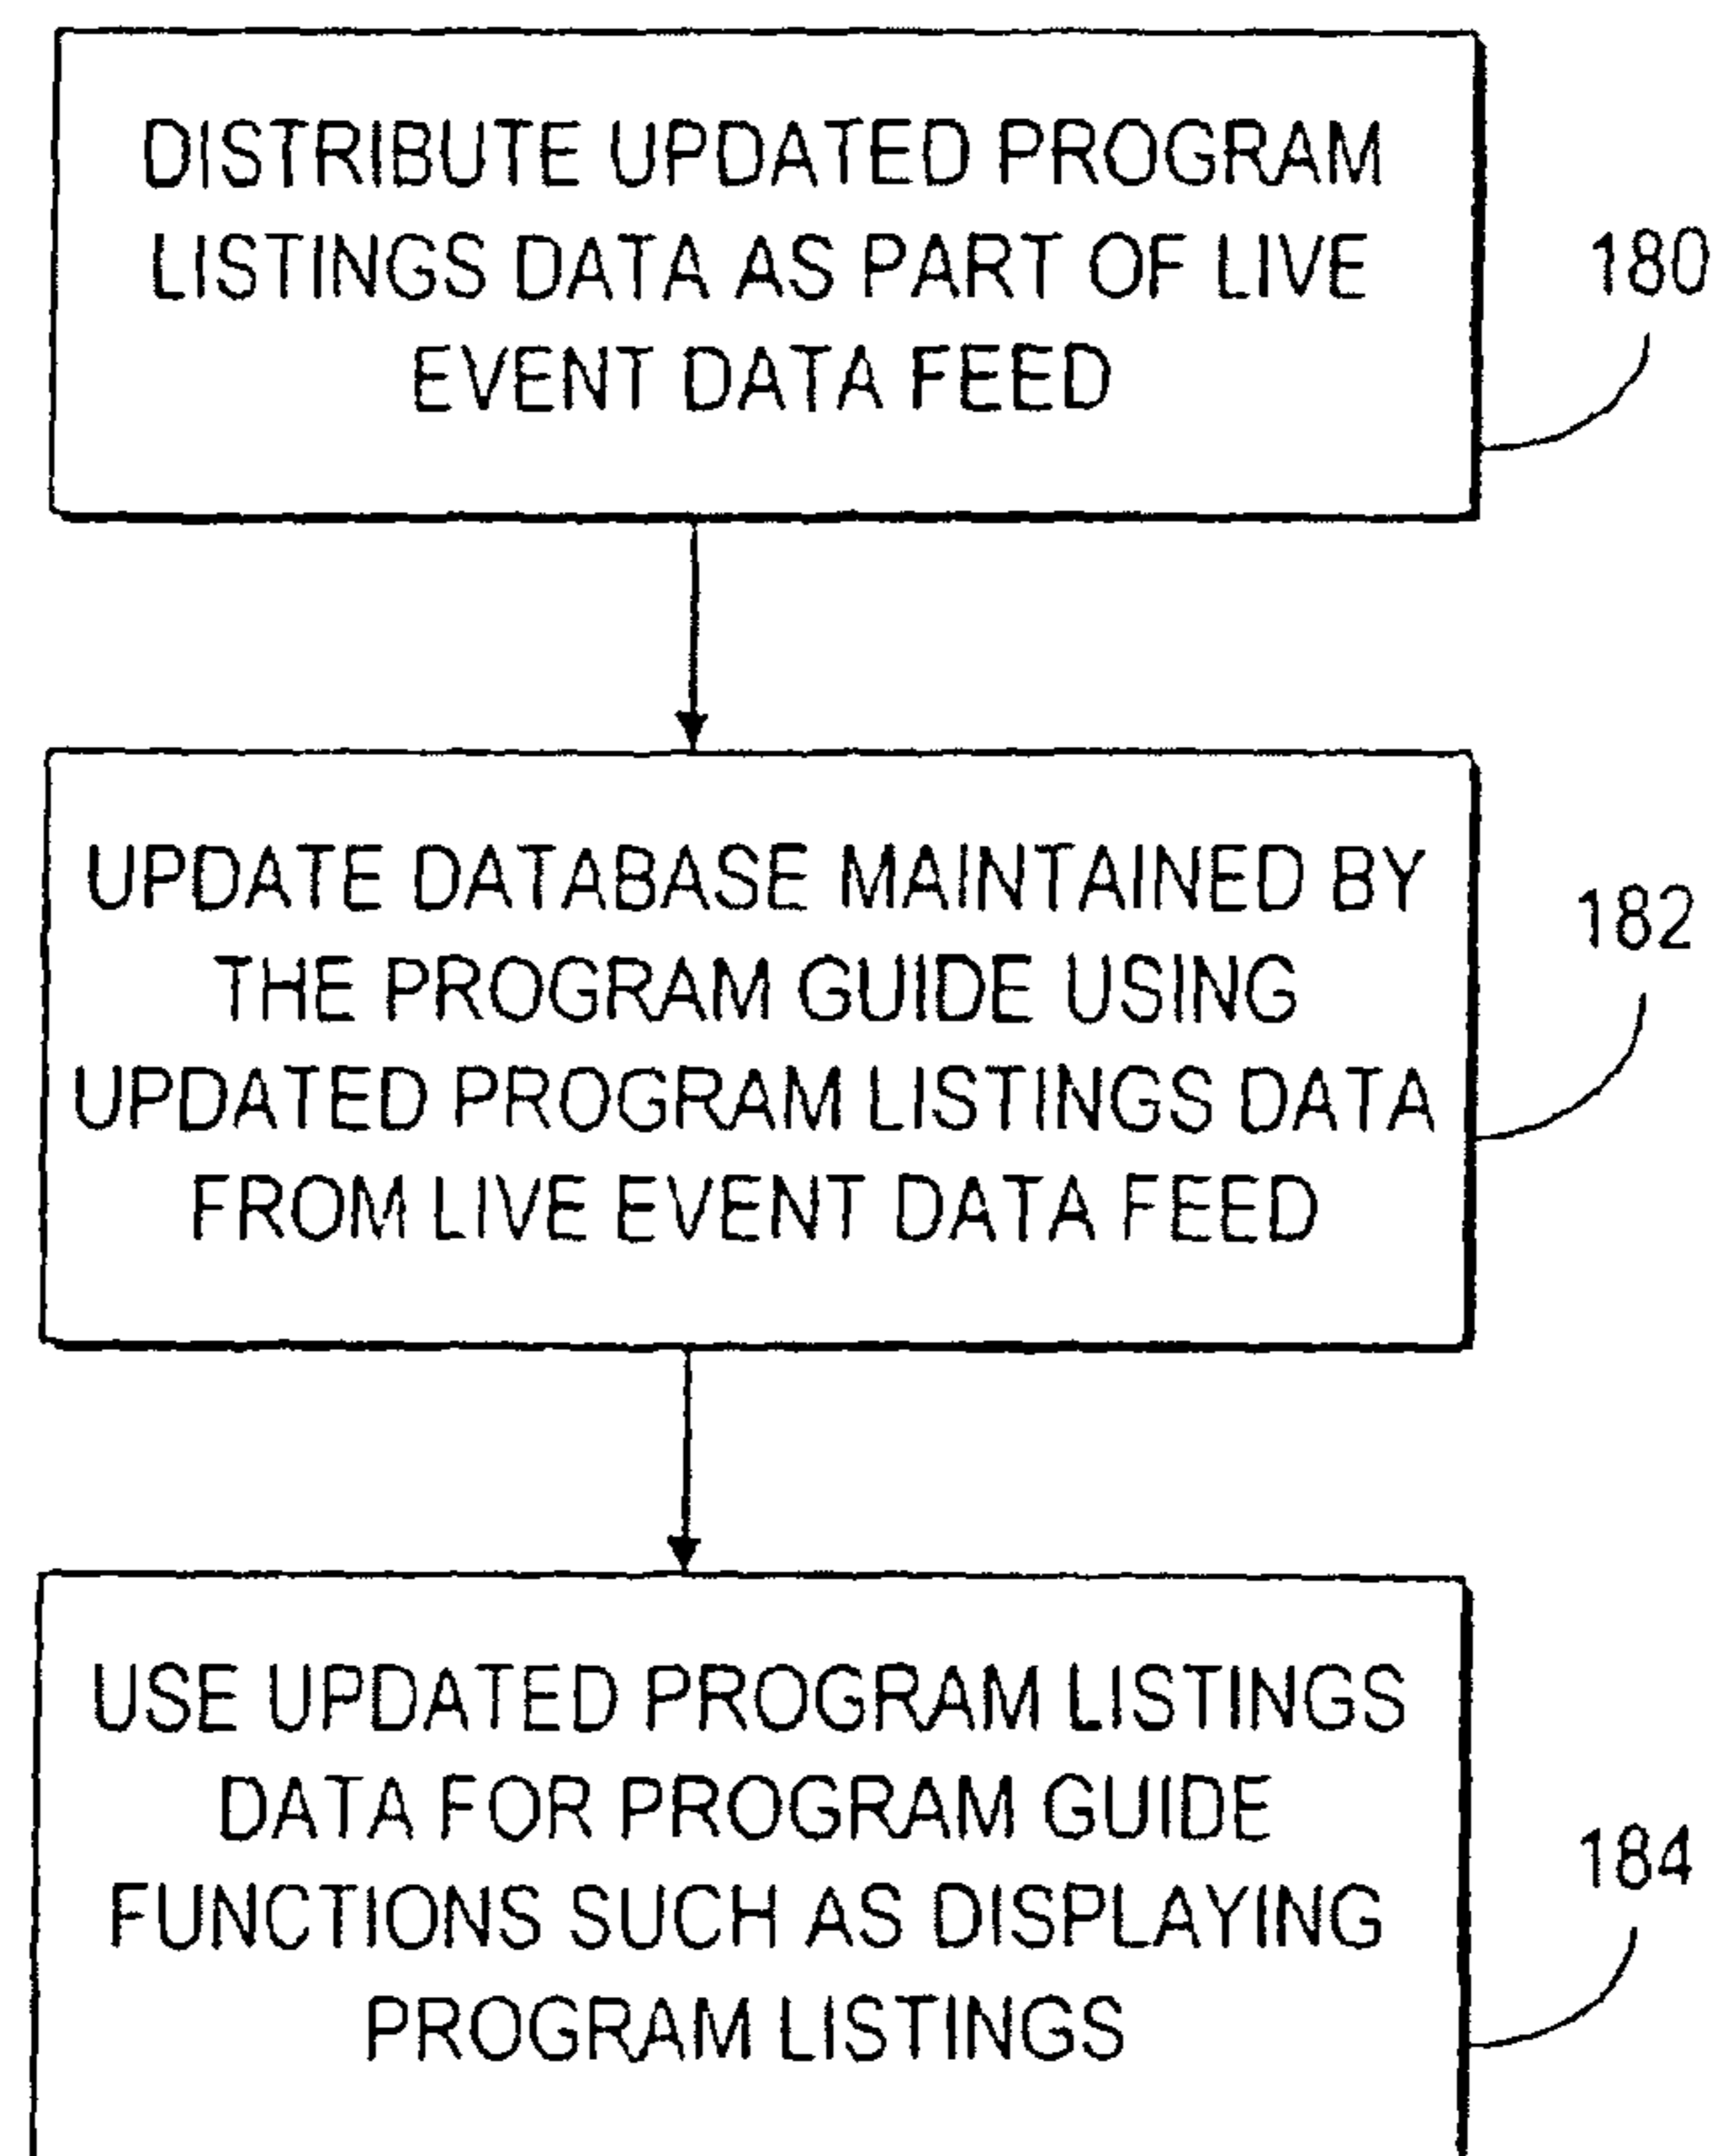 DISTRIBUTE UPDATED PROGRAM
LISTINGS DATA AS PART OF LIVE
EVENT DATA FEED
180
UPDATE DATABASE MAINTAINED BY
THE PROGRAM GUIDE USING
UPDATED PROGRAM LISTINGS DATA
FROM LIVE EVENT DATA FEED
182
USE UPDATED PROGRAM LISTINGS
DATA FOR PROGRAM GUIDE
FUNCTIONS SUCH AS DISPLAYING
PROGRAM LISTINGS
184